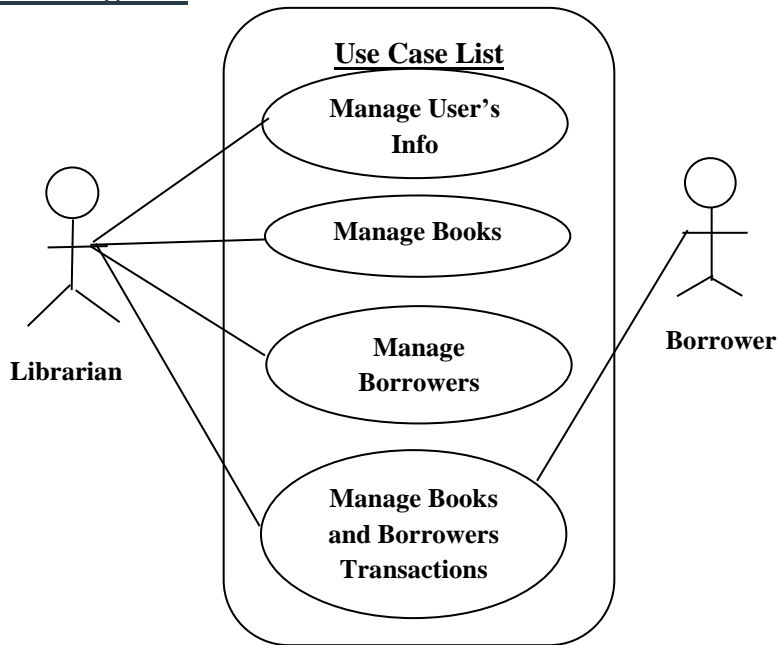 Use Case List
Manage User's
Info
Manage Books
Manage
Borrowers
Manage Books
and Borrowers
Transactions
Librarian
Borrower